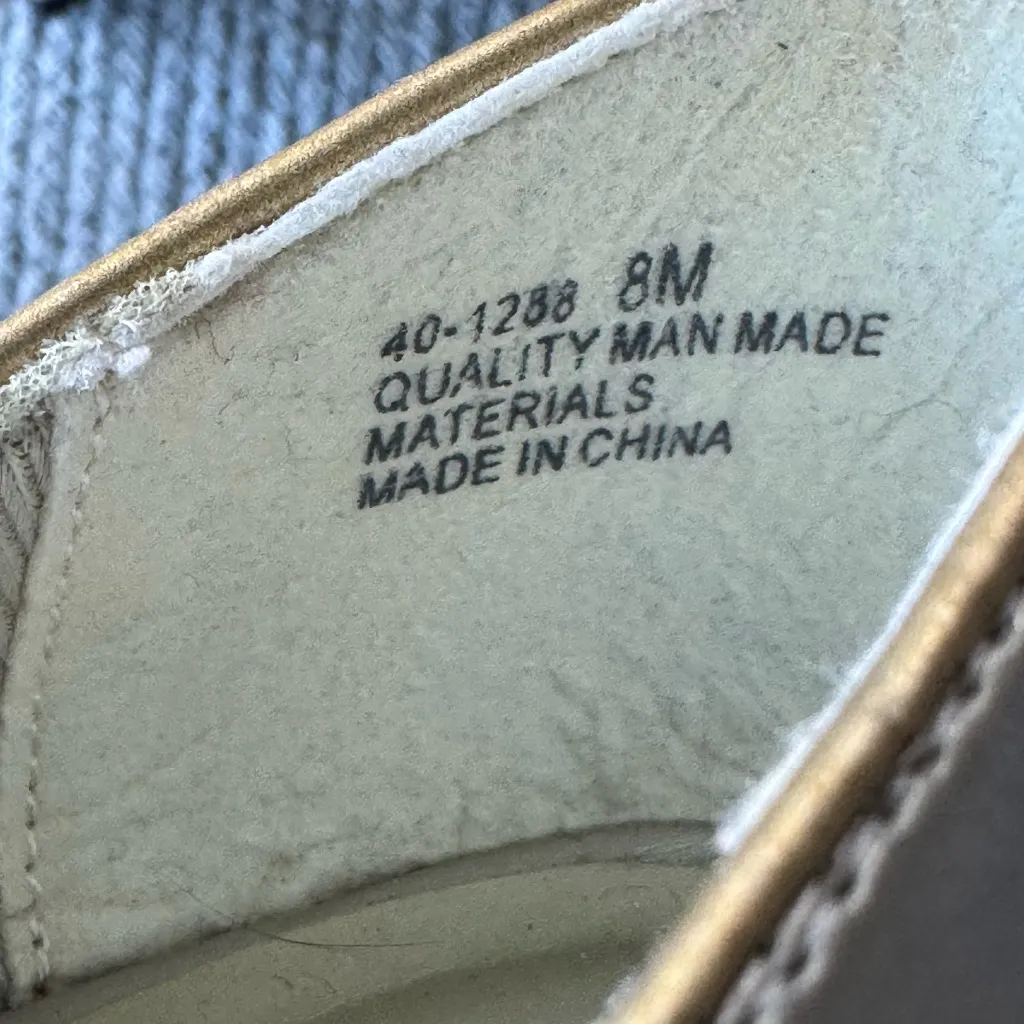 40-1288 8M
QUALITY MAN MADE
MATERIALS
MADE IN CHINA